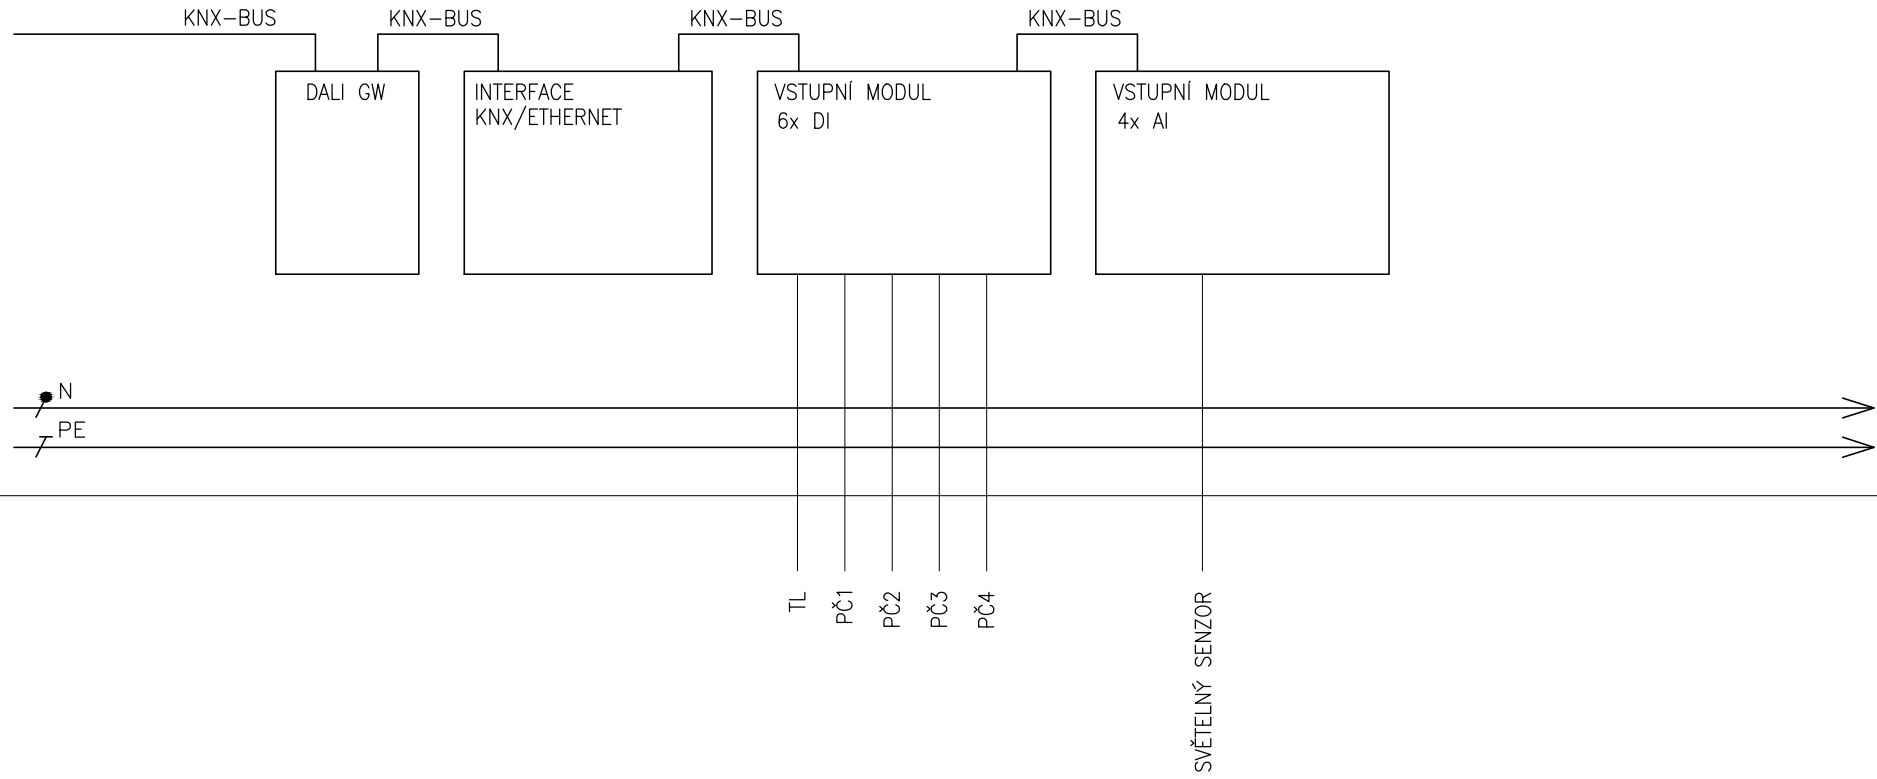 KNX-BUS
KNX-BUS
KNX-BUS
KNX-BUS
DALI GW
INTERFACE
KNX/ETHERNET
VSTUPNÍ MODUL
6x DI
VSTUPNÍ MODUL
4x AI
N
PE
TL
PČ1
PČ2
PČ3
PČ4
SVĚTELNÝ SENZOR